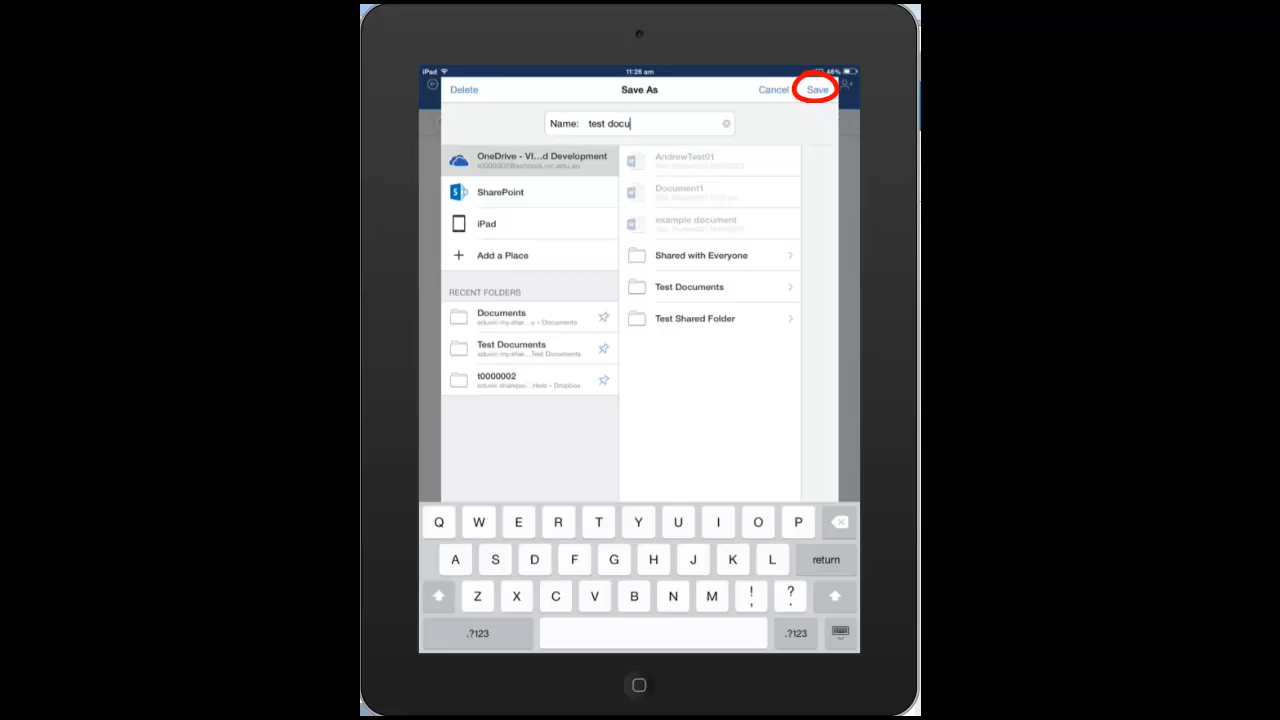 iPad
11:26 am
46%
Delete
Save As
Cancel
Save
Name: test docu
OneDrive - VI...d Development
SharePoint
iPad
Add a Place
RECENT FOLDERS
Documents
Test Documents
t0000002
AndrewTest01
Document1
example document
Shared with Everyone
Test Documents
Test Shared Folder
Q W E R T Y U I O P
A S D F G H J K L return
Z X C V B N M ! , ? .
.?123 .?123